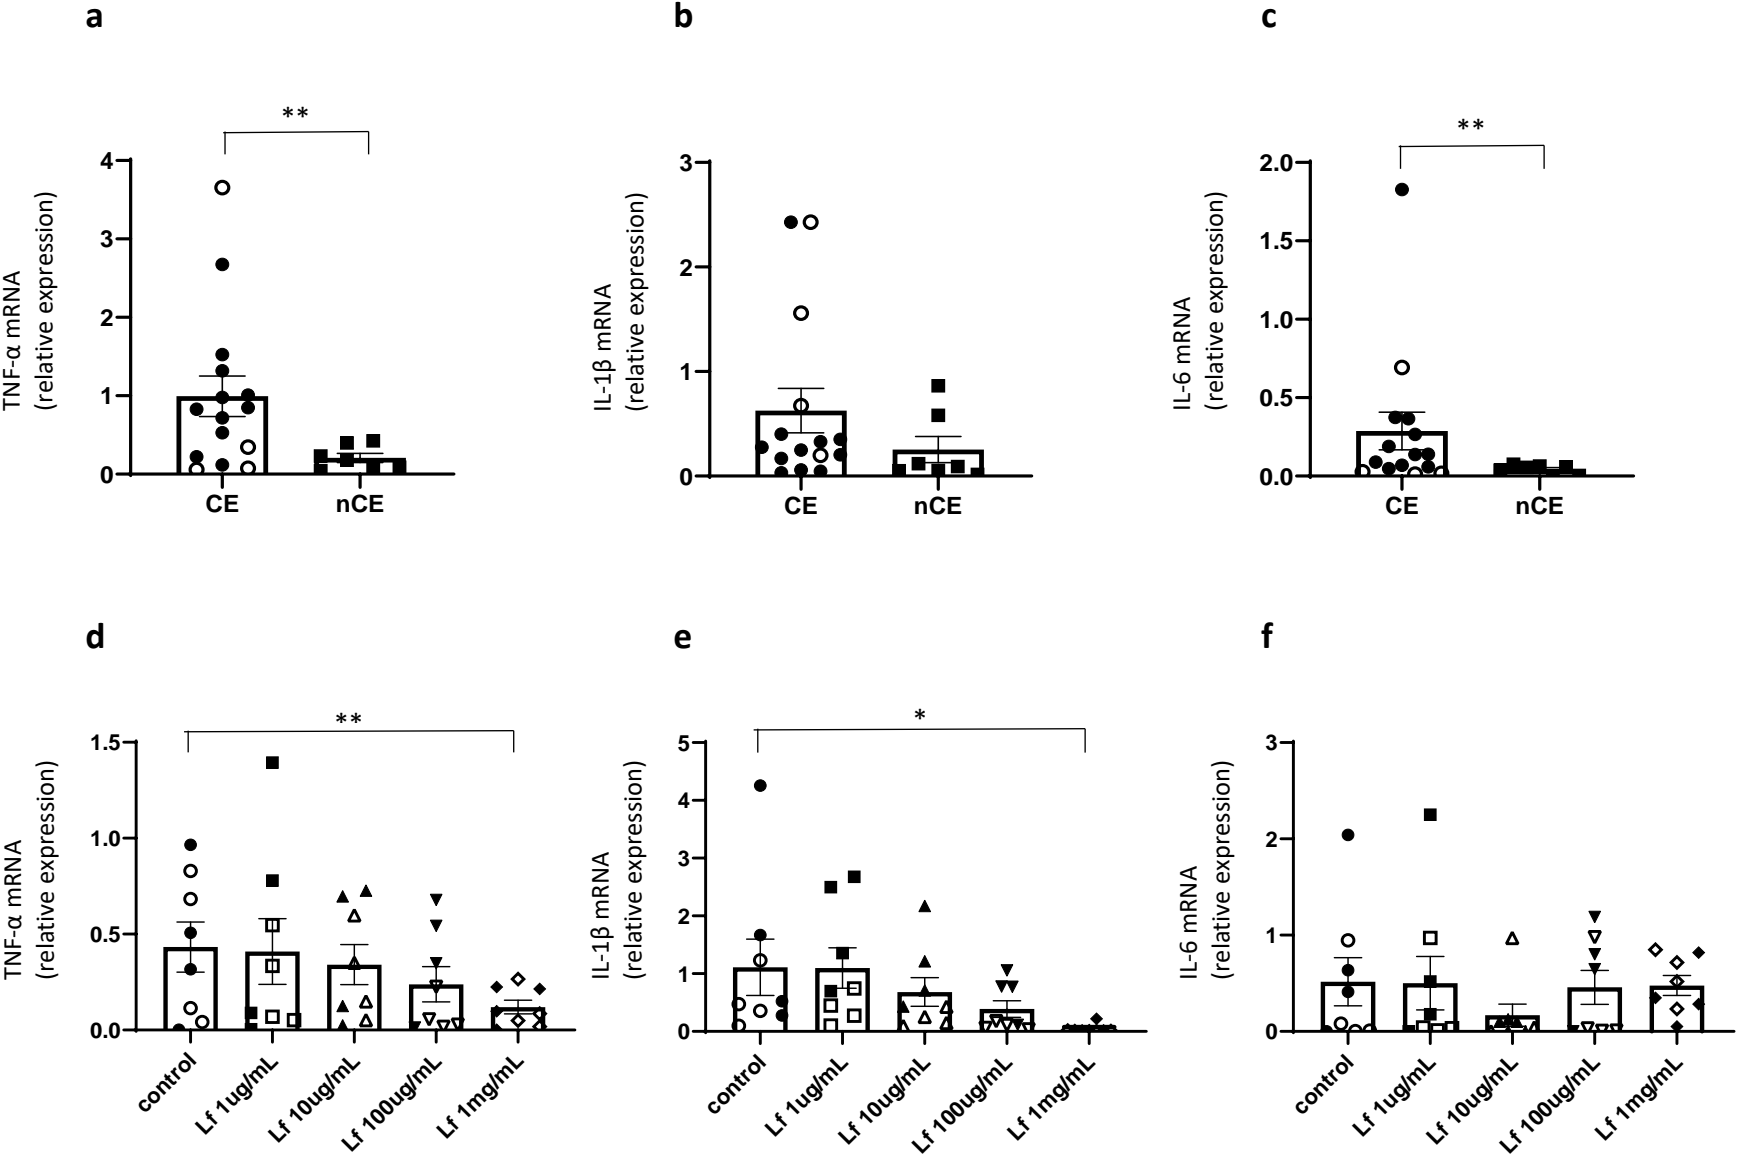 a
b
c
**
**
TNF-α mRNA
(relative expression)
4
3
2
1
0
CE
nCE
IL-1β mRNA
(relative expression)
3
2
1
0
CE
nCE
IL-6 mRNA
(relative expression)
2.0
1.5
1.0
0.5
0.0
CE
nCE
d
e
f
**
*
TNF-α mRNA
(relative expression)
1.5
1.0
0.5
0.0
control
Lf 1ug/mL
Lf 10ug/mL
Lf 100ug/mL
Lf 1mg/mL
IL-1β mRNA
(relative expression)
5
4
3
2
1
0
control
Lf 1ug/mL
Lf 10ug/mL
Lf 100ug/mL
Lf 1mg/mL
IL-6 mRNA
(relative expression)
3
2
1
0
control
Lf 1ug/mL
Lf 10ug/mL
Lf 100ug/mL
Lf 1mg/mL